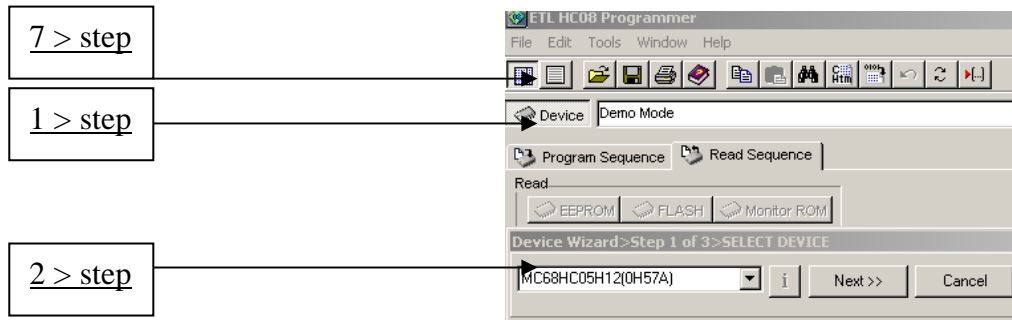 7 > step
1 > step
2 > step
ETL HC08 Programmer
File Edit Tools Window Help
Device Demo Mode
Program Sequence Read Sequence
Read
EEPROM FLASH Monitor ROM
Device Wizard>Step 1 of 3>SELECT DEVICE
MC68HC05H12(0H57A) i Next >> Cancel